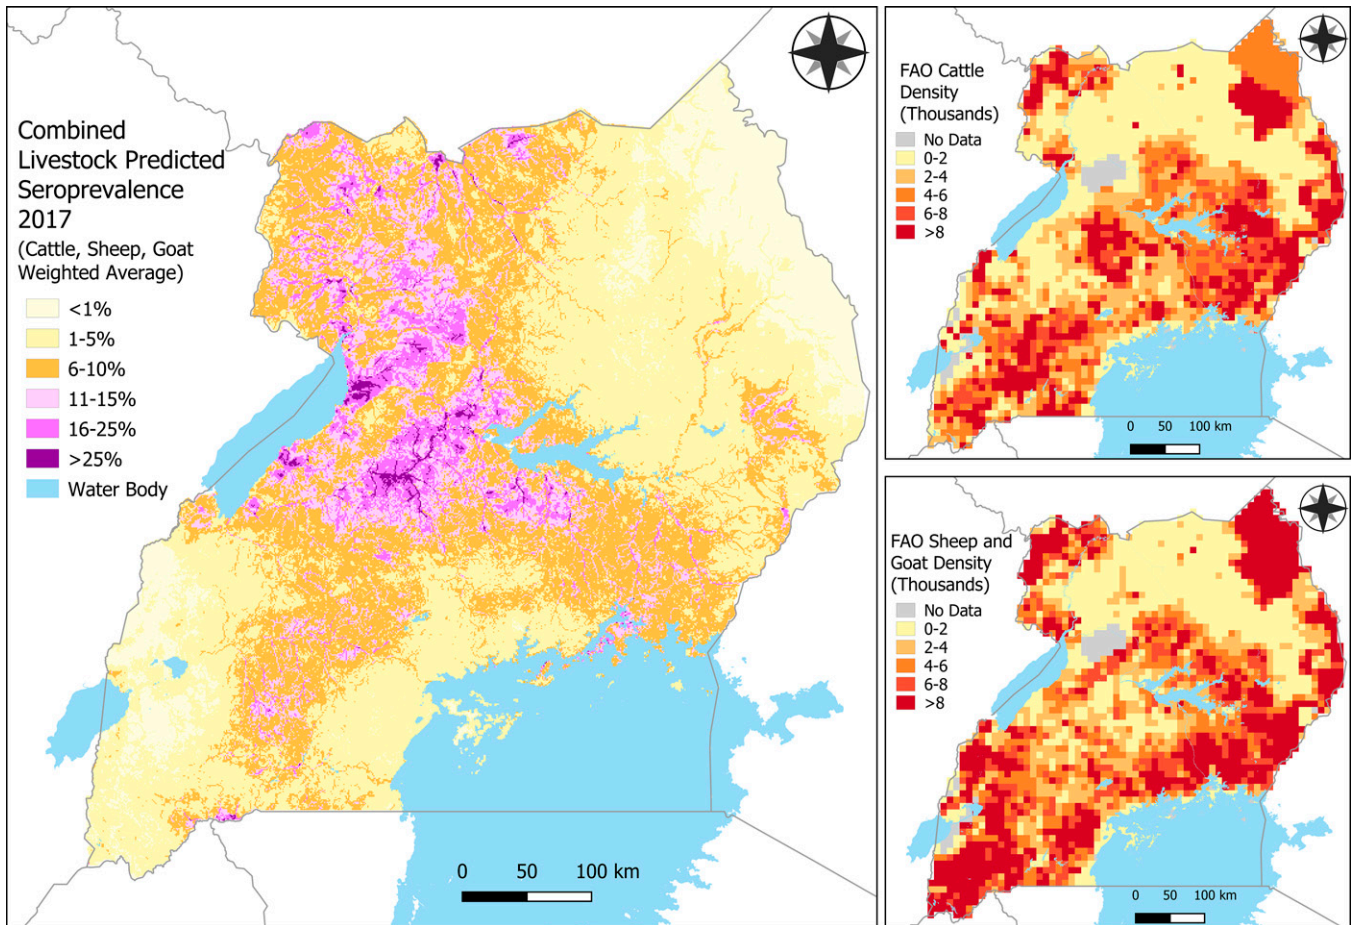 Combined
Livestock Predicted
Seroprevalence
2017
(Cattle, Sheep, Goat
Weighted Average)
<1%
1-5%
6-10%
11-15%
16-25%
>25%
Water Body
0 50 100 km
FAO Cattle
Density
(Thousands)
No Data
0-2
2-4
4-6
6-8
>8
0 50 100 km
FAO Sheep and
Goat Density
(Thousands)
No Data
0-2
2-4
4-6
6-8
>8
0 50 100 km